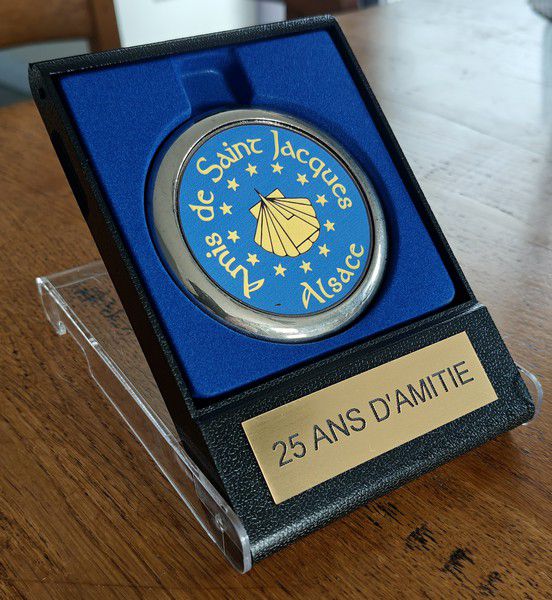 Amis de Saint Jacques
Alsace
25 ANS D'AMITIE